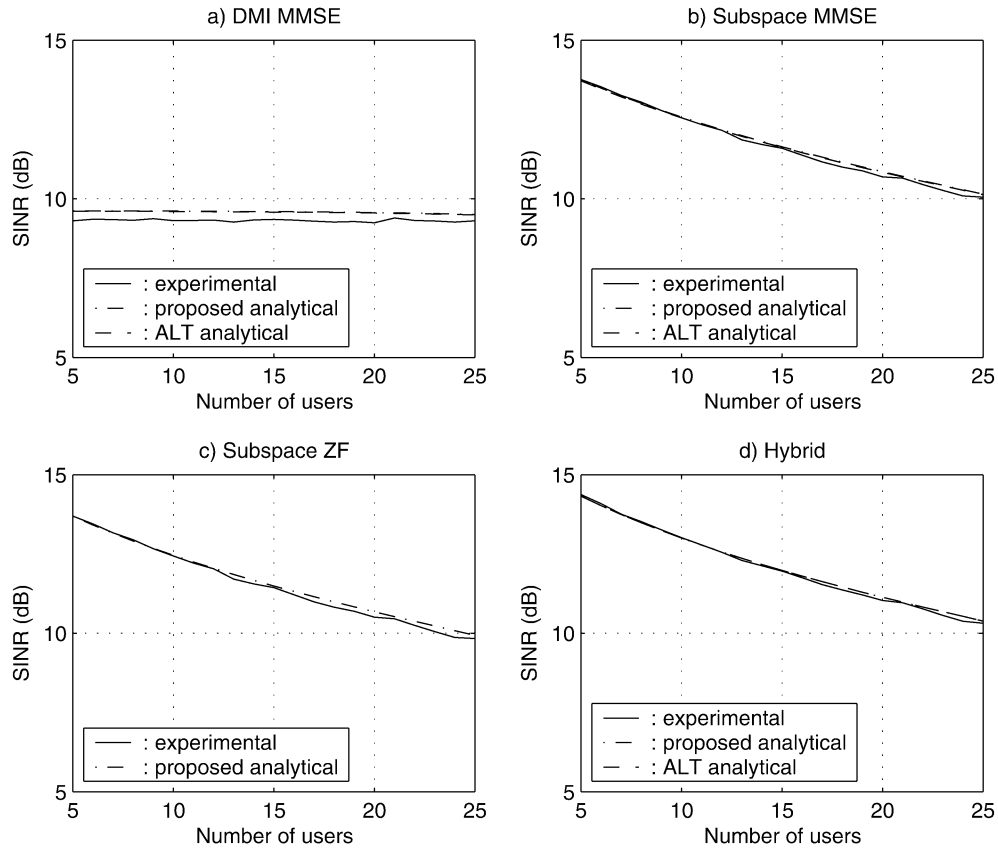 a) DMI MMSE
15
10
5
SINR (dB)
: experimental
: proposed analytical
: ALT analytical
5 10 15 20 25
Number of users
b) Subspace MMSE
15
10
5
SINR (dB)
: experimental
: proposed analytical
: ALT analytical
5 10 15 20 25
Number of users
c) Subspace ZF
15
10
5
SINR (dB)
: experimental
: proposed analytical
5 10 15 20 25
Number of users
d) Hybrid
15
10
5
SINR (dB)
: experimental
: proposed analytical
: ALT analytical
5 10 15 20 25
Number of users